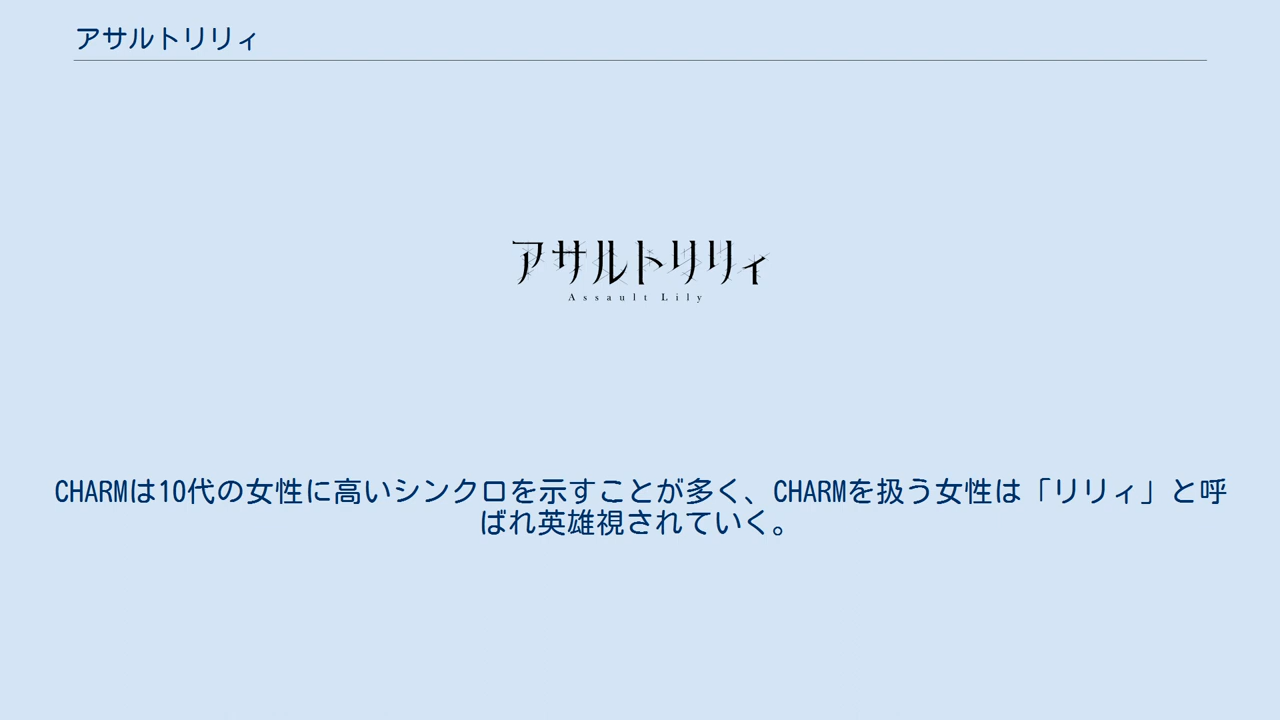 アサルトリリィ
アサルトリリィ
Assault Lily
CHARMは10代の女性に高いシンクロを示すことが多く、CHARMを扱う女性は「リリィ」と呼
ばれ英雄視されていく。